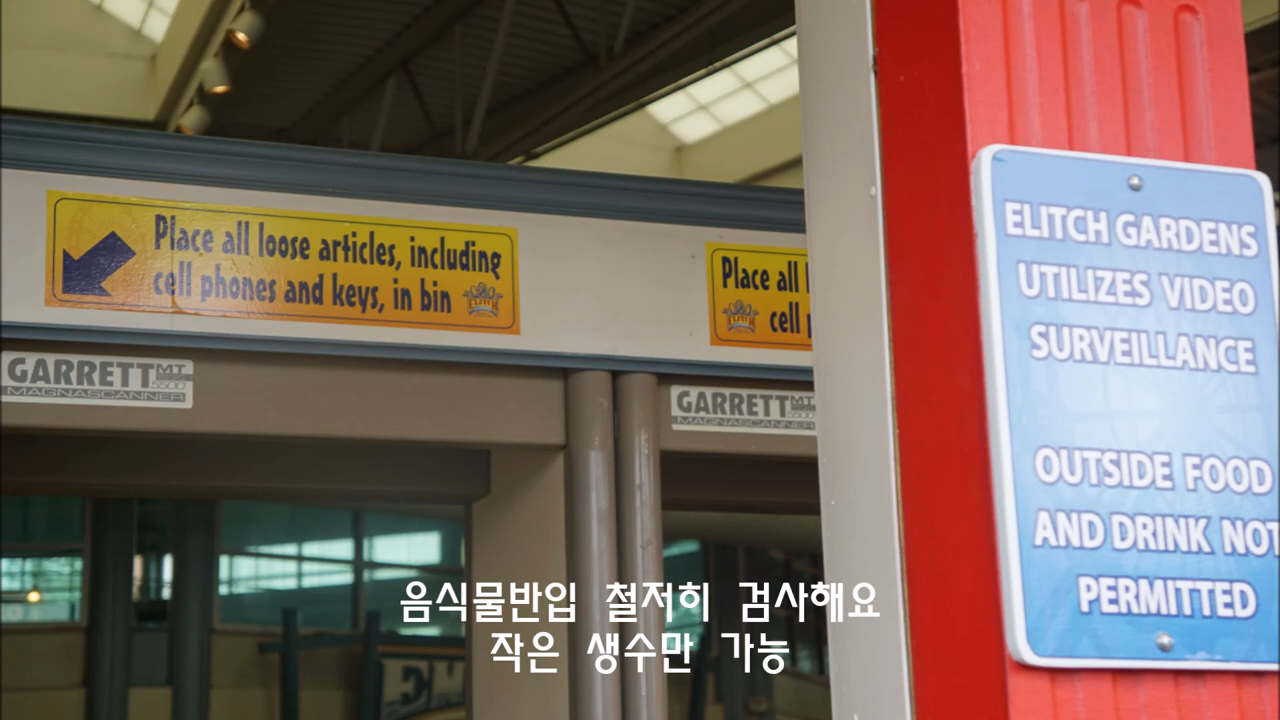 Place all loose articles, including
cell phones and keys, in bin
ELITCH
Place all
cell
ELITCH
GARRETT MT
5500
MAGNASCANNER
GARRETT MT
5500
MAGNASCANNER
ELITCH GARDENS
UTILIZES VIDEO
SURVEILLANCE
OUTSIDE FOOD
AND DRINK NOT
PERMITTED
음식물반입 철저히 검사해요
작은 생수만 가능